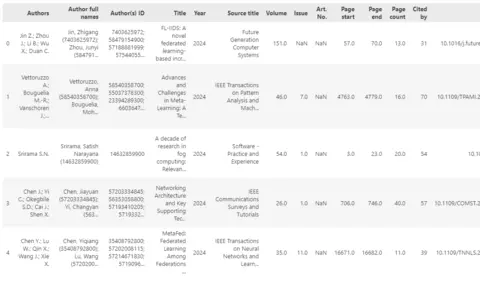 Authors Author full names Author(s) ID Title Year Source title Volume Issue Art. No. Page start Page end Page count Cited by
0 Jin Z.; Zhou J.; Li B.; Wu X.; Duan C. Jin, Zhigang (7403625972); Zhou, Junyi (584791... 7403625972; 58479154900; 57188881999; 57544055... FL-IIDS: A novel federated learning-based incr... 2024 Future Generation Computer Systems 151.0 NaN NaN 57.0 70.0 13.0 31 10.1016/j.future
1 Vettoruzzo A.; Bouguelia M.-R.; Vanschoren J.;... Vettoruzzo, Anna (58540358700); Bouguelia, Moh... 58540358700; 35037378300; 23394289300; 6603647... Advances and Challenges in Meta-Learning: A Te... 2024 IEEE Transactions on Pattern Analysis and Mach... 46.0 7.0 NaN 4763.0 4779.0 16.0 70 10.1109/TPAMI.2
2 Srirama S.N. Srirama, Satish Narayana (14632859900) 14632859900 A decade of research in fog computing: Relevan... 2024 Software - Practice and Experience 54.0 1.0 NaN 3.0 23.0 20.0 54 10.
3 Chen J.; Yi C.; Okegbile S.D.; Cai J.; Shen X. Chen, Jiayuan (57203334845); Yi, Changyan (563... 57203334845; 56353058800; 57193410205; 5719332... Networking Architecture and Key Supporting Tec... 2024 IEEE Communications Surveys and Tutorials 26.0 1.0 NaN 706.0 746.0 40.0 57 10.1109/COMST.2
4 Chen Y.; Lu W.; Qin X.; Wang J.; Xie X. Chen, Yiqiang (35408792800); Lu, Wang (5720200... 35408792800; 57202008115; 57214671830; 5719096... MetaFed: Federated Learning Among Federations ... 2024 IEEE Transactions on Neural Networks and Learn... 35.0 11.0 NaN 16671.0 16682.0 11.0 39 10.1109/TNNLS.2